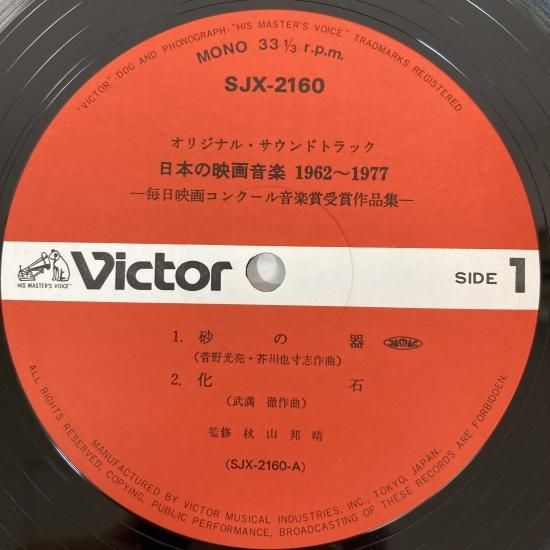 "VICTOR"-DOG AND PHONOGRAPH-"HIS MASTER'S VOICE" TRADMARKS REGISTERED.
MONO 33 1/3 r.p.m.
SJX-2160
オリジナル・サウンドトラック
日本の映画音楽 1962〜1977
―毎日映画コンクール音楽賞受賞作品集―
HIS MASTER'S VOICE
Victor
SIDE 1
1. 砂の器 JASRAC
(菅野光亮・芥川也寸志作曲)
2. 化石
(武満 徹作曲)
監修 秋山邦晴
(SJX-2160-A)
ALL RIGHTS RESERVED, COPYING, PUBLIC PERFORMANCE, BROADCASTING OF THESE RECORDS ARE FORBIDDEN.
MANUFACTURED BY VICTOR MUSICAL INDUSTRIES, INC., TOKYO, JAPAN.